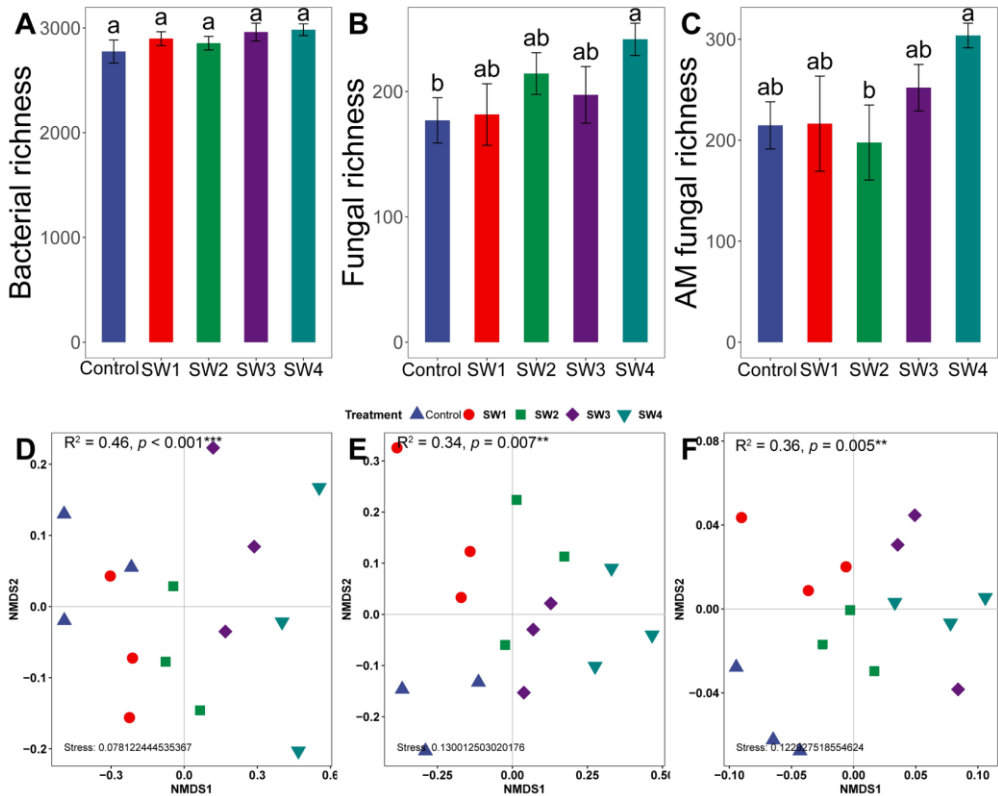 A
Bacterial richness
3000
2000
1000
0
a a a a a
Control SW1 SW2 SW3 SW4
B
Fungal richness
200
100
0
b ab ab ab a
Control SW1 SW2 SW3 SW4
C
AM fungal richness
300
200
100
0
ab ab b ab a
Control SW1 SW2 SW3 SW4
Treatment Control SW1 SW2 SW3 SW4
D
R² = 0.46, p < 0.001***
NMDS2
0.2
0.1
0.0
−0.1
−0.2
Stress: 0.078122444535367
−0.3 0.0 0.3 0.6
NMDS1
E
R² = 0.34, p = 0.007**
NMDS2
0.3
0.2
0.1
0.0
−0.1
−0.2
Stress: 0.130012503020176
−0.25 0.00 0.25 0.50
NMDS1
F
R² = 0.36, p = 0.005**
NMDS2
0.08
0.04
0.00
−0.04
−0.10 −0.05 0.00 0.05 0.10
NMDS1